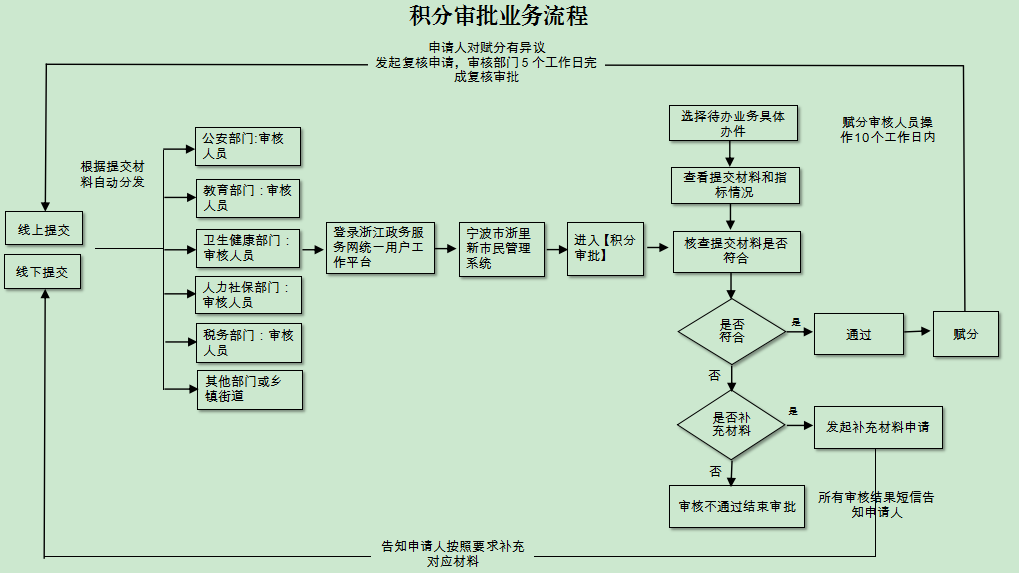 积分审批业务流程
申请人对赋分有异议
发起复核申请，审核部门 5 个工作日完
成复核审批
选择待办业务具体
办件
赋分审核人员操
作10个工作日内
公安部门:审核
人员
根据提交材
料自动分发
查看提交材料和指
标情况
教育部门：审核
人员
线上提交
卫生健康部门：
审核人员
登录浙江政务服
务网统一用户工
作平台
宁波市浙里
新市民管理
系统
进入【积分
审批】
核查提交材料是否
符合
线下提交
人力社保部门：
审核人员
税务部门：审核
人员
是否
符合
是
通过
赋分
其他部门或乡
镇街道
否
是否补
充材料
是
发起补充材料申请
否
审核不通过结束审批
所有审核结果短信告
知申请人
告知申请人按照要求补充
对应材料